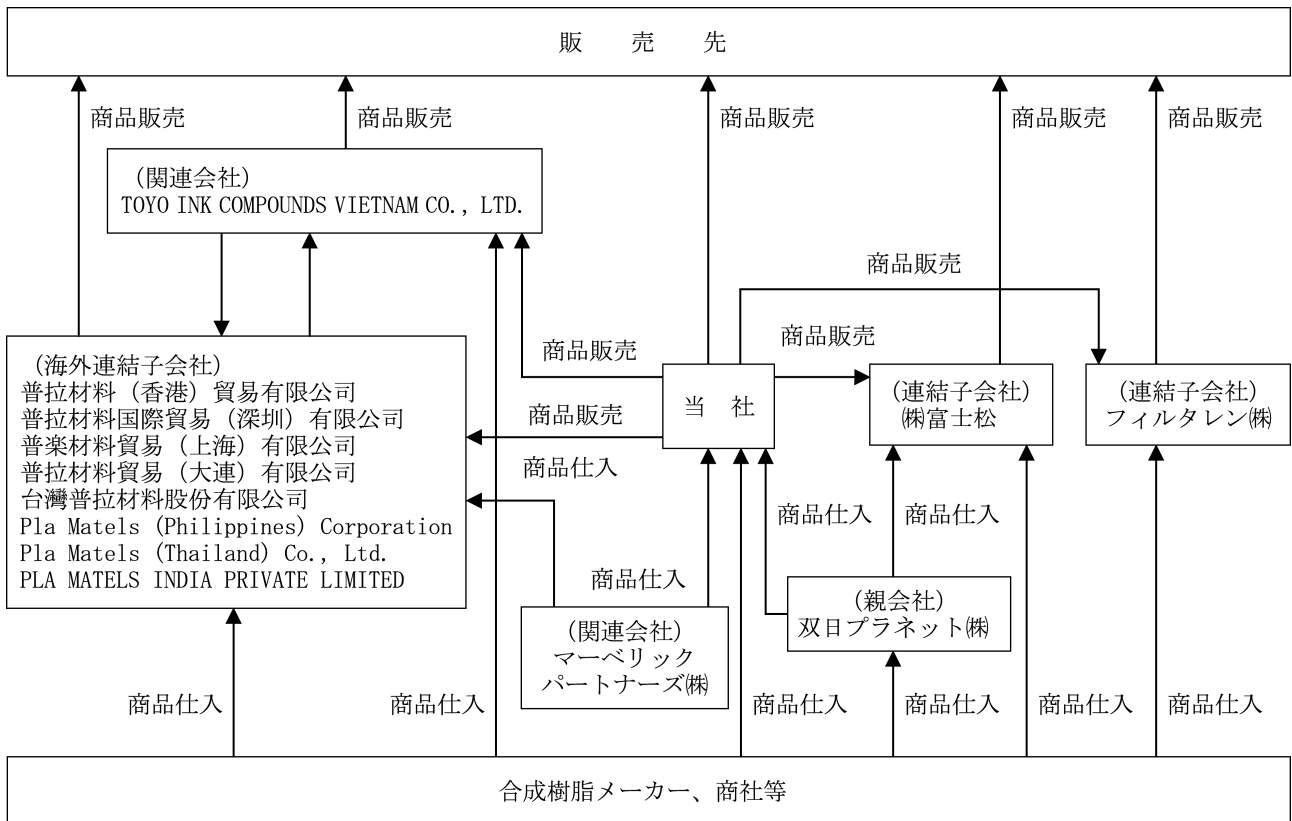 販 売 先
商品販売
商品販売
商品販売
商品販売
商品販売
(関連会社)
TOYO INK COMPOUNDS VIETNAM CO., LTD.
商品販売
商品販売
商品販売
(海外連結子会社)
普拉材料(香港)貿易有限公司
普拉材料国際貿易(深圳)有限公司
普楽材料貿易(上海)有限公司
普拉材料貿易(大連)有限公司
台灣普拉材料股份有限公司
Pla Matels (Philippines) Corporation
Pla Matels (Thailand) Co., Ltd.
PLA MATELS INDIA PRIVATE LIMITED
商品販売
当 社
(連結子会社)
㈱富士松
(連結子会社)
フィルタレン㈱
商品仕入
商品仕入
商品仕入
商品仕入
(関連会社)
マーベリック
パートナーズ㈱
(親会社)
双日プラネット㈱
商品仕入
商品仕入
商品仕入
商品仕入
商品仕入
商品仕入
合成樹脂メーカー、商社等